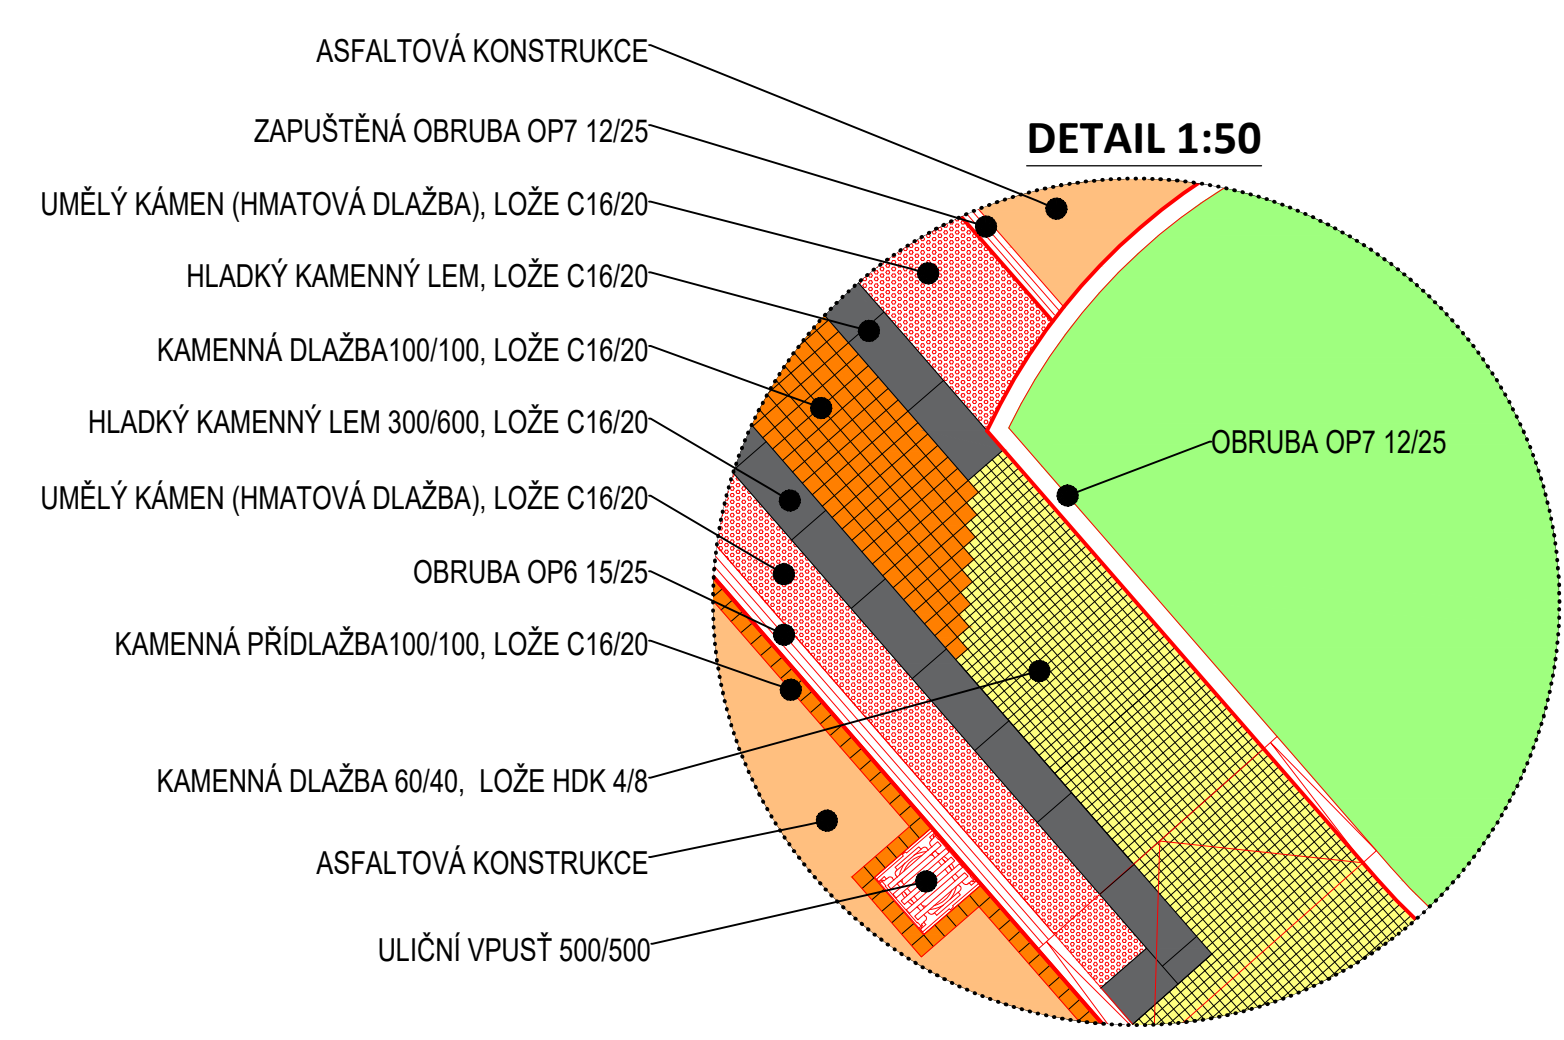 ASFALTOVÁ KONSTRUKCE
ZAPUŠTĚNÁ OBRUBA OP7 12/25
DETAIL 1:50
UMĚLÝ KÁMEN (HMATOVÁ DLAŽBA), LOŽE C16/20
HLADKÝ KAMENNÝ LEM, LOŽE C16/20
KAMENNÁ DLAŽBA100/100, LOŽE C16/20
HLADKÝ KAMENNÝ LEM 300/600, LOŽE C16/20
OBRUBA OP7 12/25
UMĚLÝ KÁMEN (HMATOVÁ DLAŽBA), LOŽE C16/20
OBRUBA OP6 15/25
KAMENNÁ PŘÍDLAŽBA100/100, LOŽE C16/20
KAMENNÁ DLAŽBA 60/40, LOŽE HDK 4/8
ASFALTOVÁ KONSTRUKCE
ULIČNÍ VPUSŤ 500/500